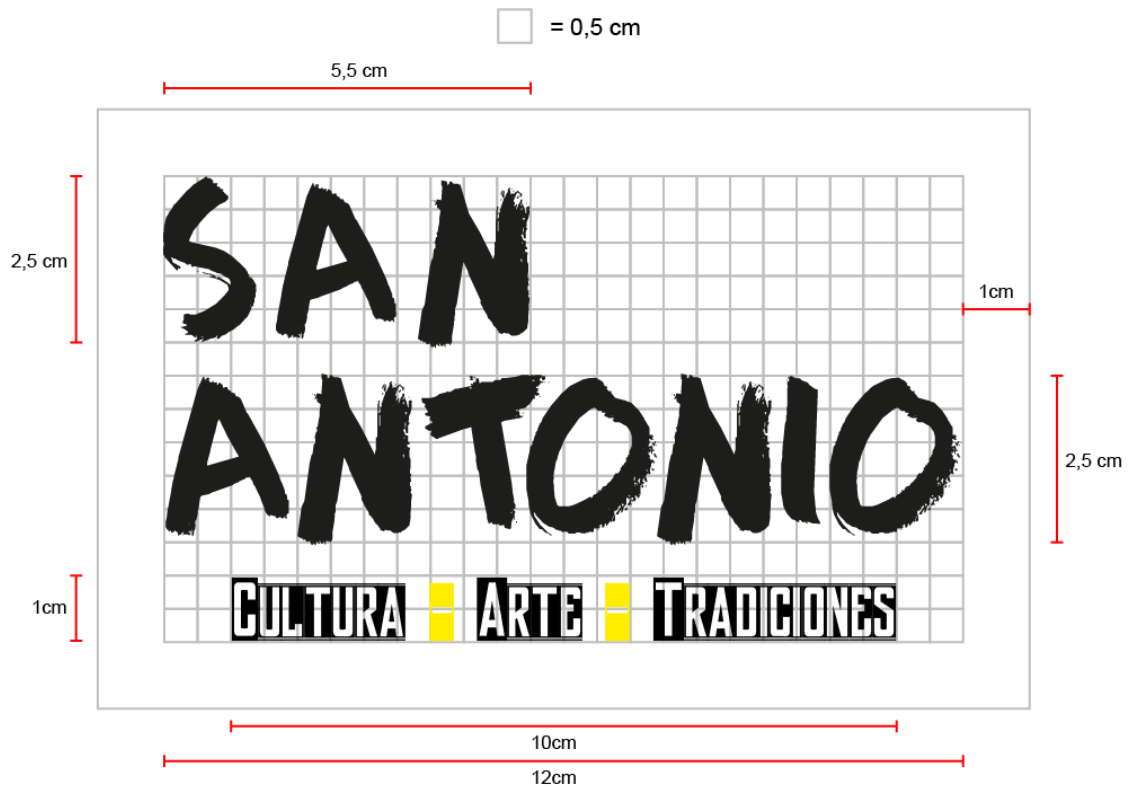 = 0,5 cm
5,5 cm
SAN
2,5 cm
1cm
ANTONIO
2,5 cm
1cm
CULTURA - ARTE - TRADICIONES
10cm
12cm